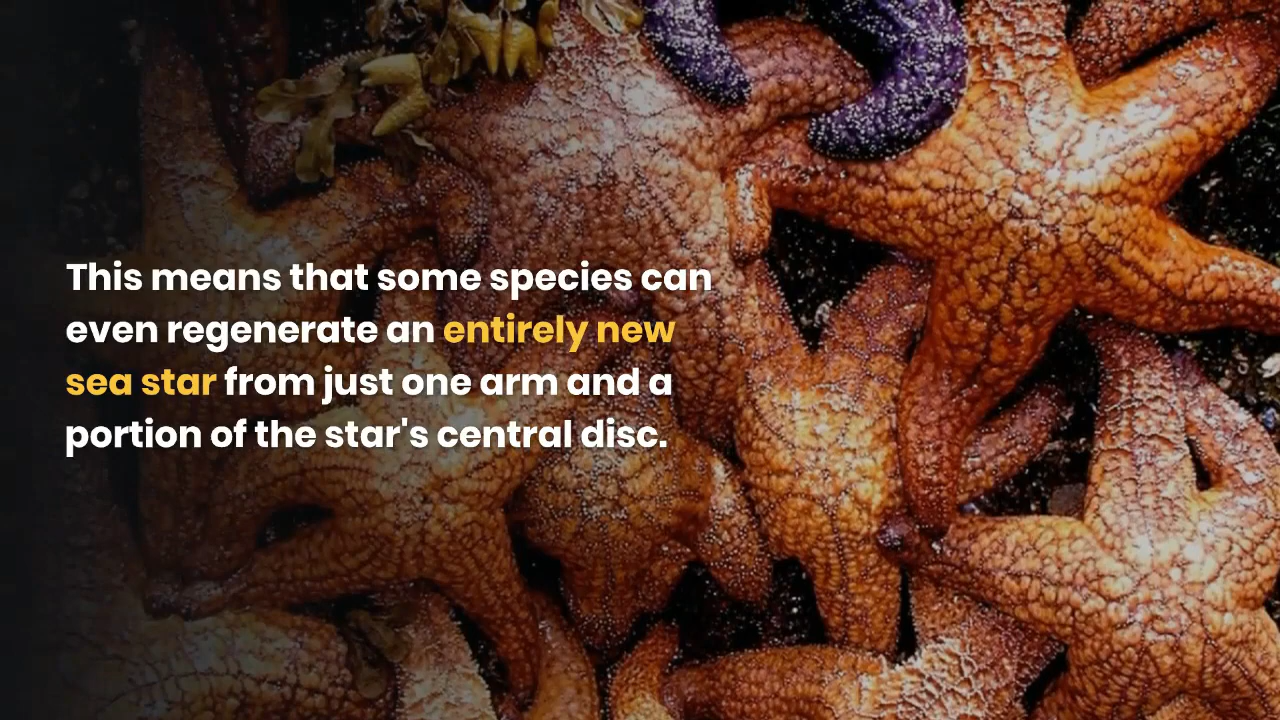 This means that some species can
even regenerate an entirely new
sea star from just one arm and a
portion of the star's central disc.